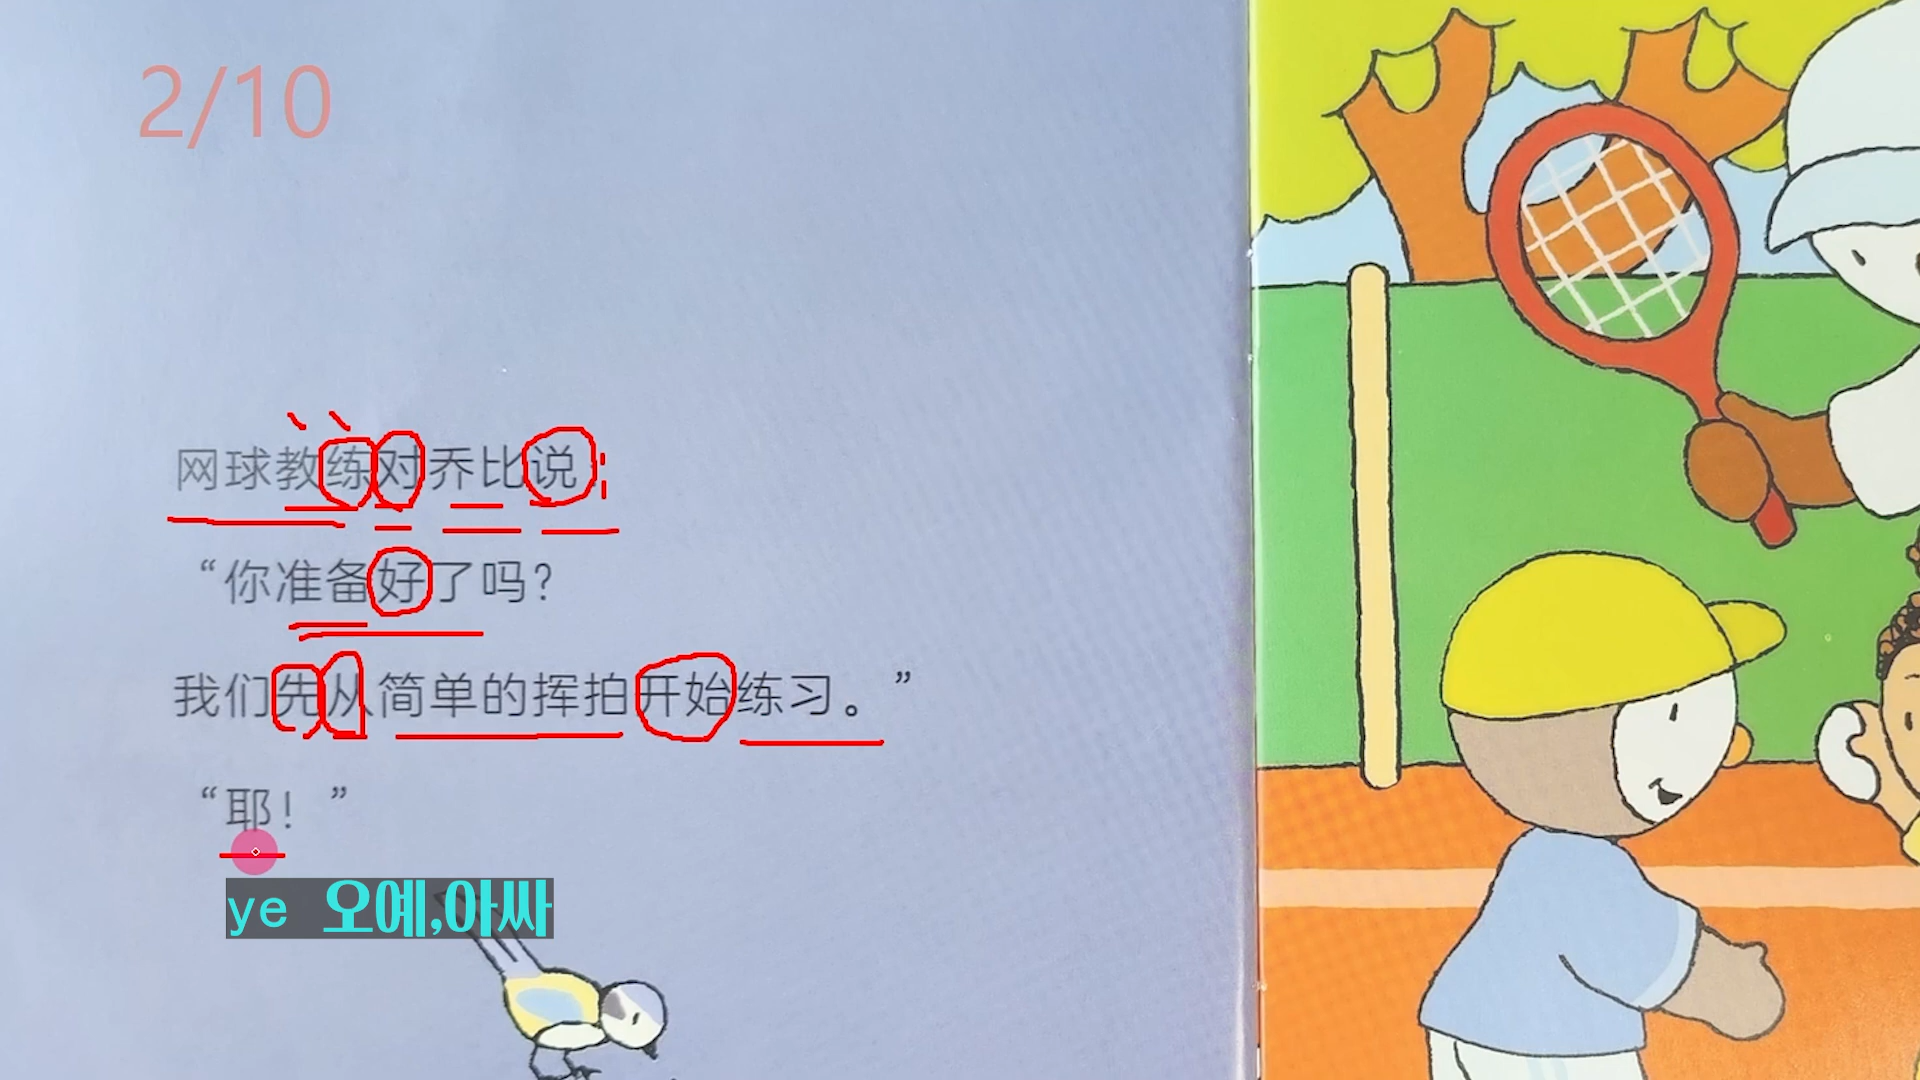 2/10
网球教练对乔比说:
“你准备好了吗?
我们先从简单的挥拍开始练习。”
“耶!”
ye 오예,아싸